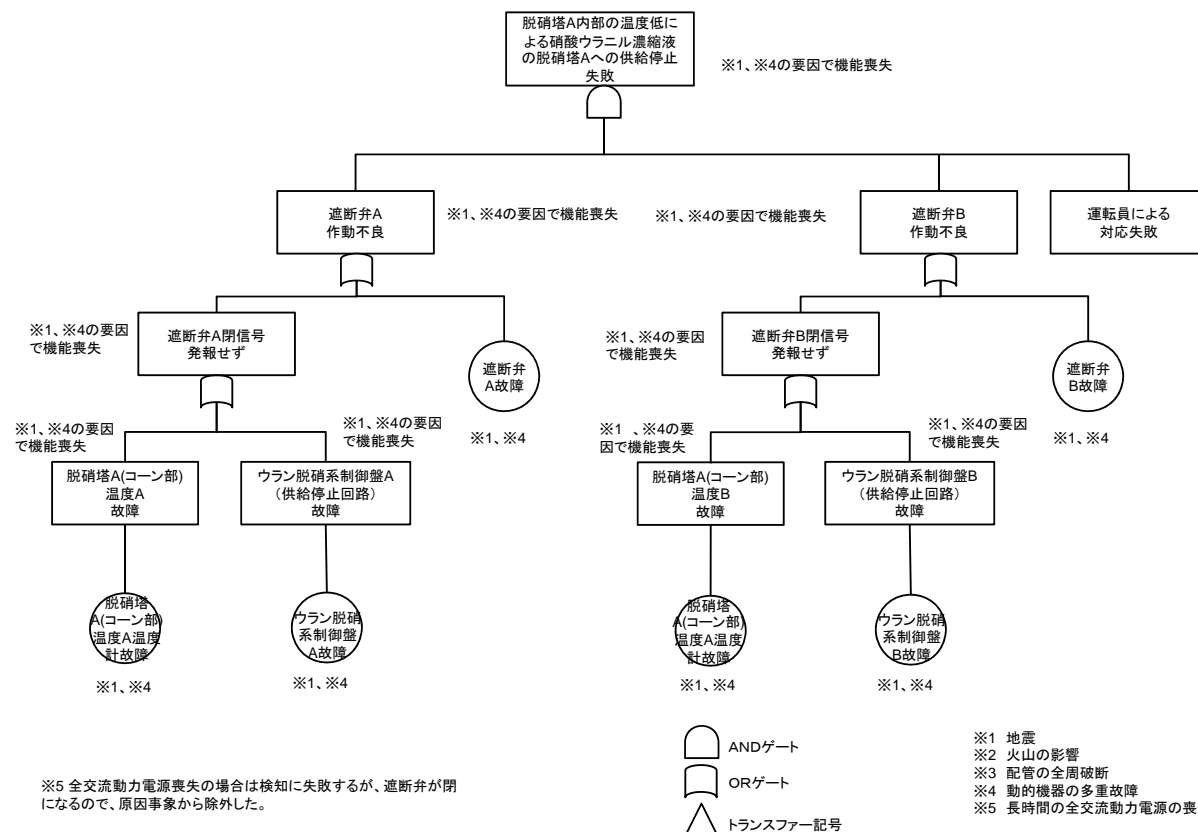 脱硝塔A内部の温度低に
よる硝酸ウラニル濃縮液
の脱硝塔Aへの供給停止
失敗
※1、※4の要因で機能喪失
遮断弁A
作動不良
※1、※4の要因で機能喪失
※1、※4の要因で機能喪失
遮断弁B
作動不良
運転員による
対応失敗
※1、※4の要因
で機能喪失
遮断弁A閉信号
発報せず
遮断弁
A故障
※1、※4
※1、※4の要因
で機能喪失
遮断弁B閉信号
発報せず
遮断弁
B故障
※1、※4
※1、※4の要因
で機能喪失
※1、※4の要因
で機能喪失
※1 、※4の要
因で機能喪失
※1、※4の要因
で機能喪失
脱硝塔A(コーン部)
温度A
故障
ウラン脱硝系制御盤A
（供給停止回路）
故障
脱硝塔A(コーン部)
温度B
故障
ウラン脱硝系制御盤B
（供給停止回路）
故障
脱硝塔
A(コーン部)
温度A温度
計故障
※1、※4
ウラン脱硝
系制御盤
A故障
※1、※4
脱硝塔
A(コーン部)
温度A温度
計故障
※1、※4
ウラン脱硝
系制御盤
B故障
※1、※4
※5 全交流動力電源喪失の場合は検知に失敗するが、遮断弁が閉
になるので、原因事象から除外した。
ANDゲート
ORゲート
トランスファー記号
※1 地震
※2 火山の影響
※3 配管の全周破断
※4 動的機器の多重故障
※5 長時間の全交流動力電源の喪